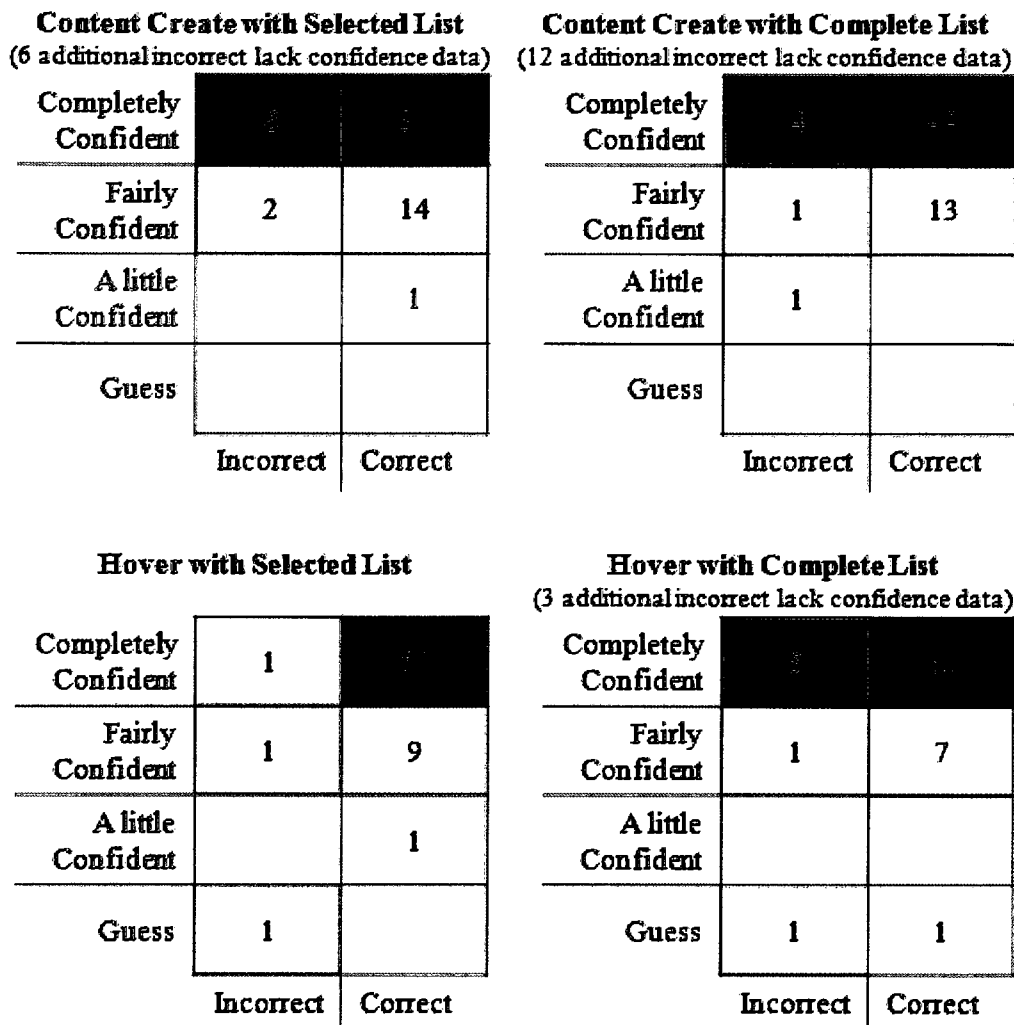 Content Create with Selected List
(6 additional incorrect lack confidence data)
Completely
Confident
Fairly
Confident
2 14
A little
Confident
1
Guess
Incorrect Correct
Content Create with Complete List
(12 additional incorrect lack confidence data)
Completely
Confident
4
Fairly
Confident
1 13
A little
Confident
1
Guess
Incorrect Correct
Hover with Selected List
Completely
Confident
1
Fairly
Confident
1 9
A little
Confident
1
Guess
1
Incorrect Correct
Hover with Complete List
(3 additional incorrect lack confidence data)
Completely
Confident
Fairly
Confident
1 7
A little
Confident
Guess
1 1
Incorrect Correct